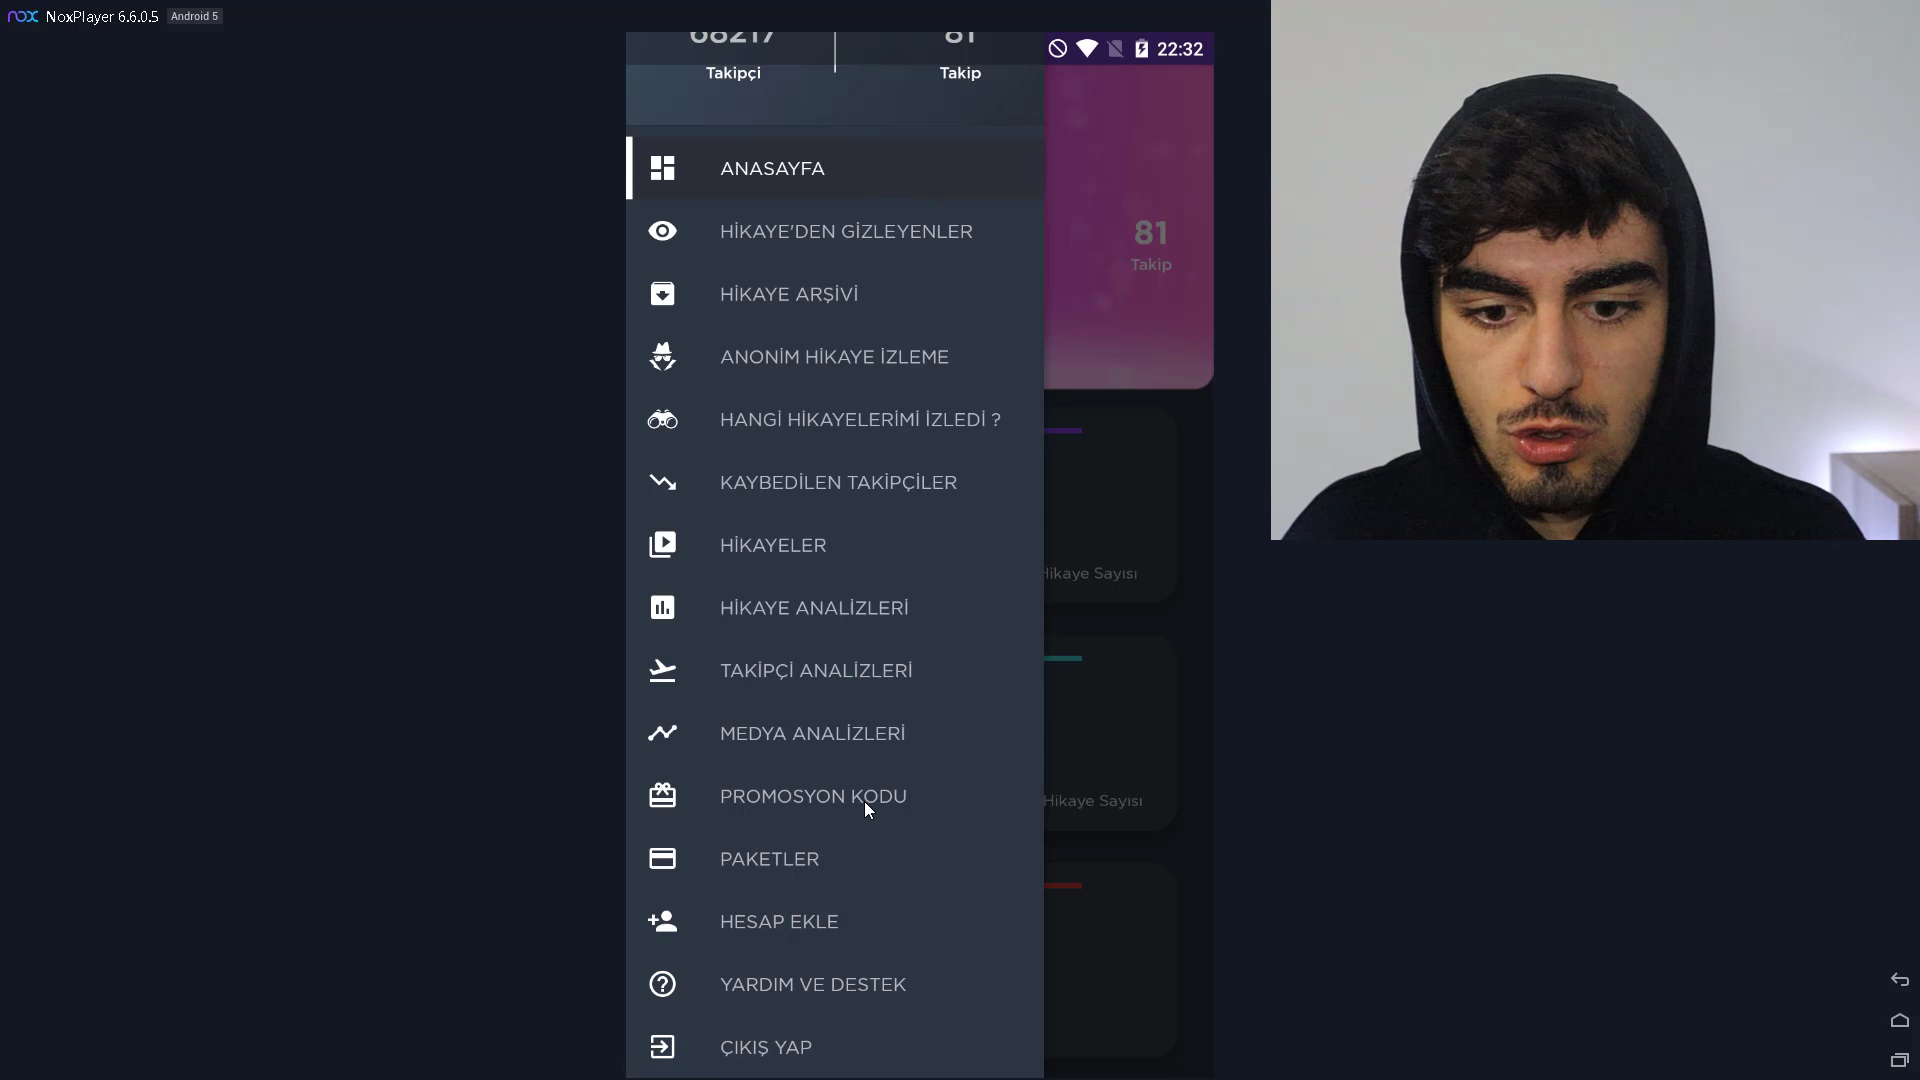 nox NoxPlayer 6.6.0.5 Android 5
68217 81
Takipçi Takip
22:32
ANASAYFA
HİKAYE'DEN GİZLEYENLER
81
Takip
HİKAYE ARŞİVİ
ANONİM HİKAYE İZLEME
HANGİ HİKAYELERİMİ İZLEDİ ?
KAYBEDİLEN TAKİPÇİLER
HİKAYELER
Hikaye Sayısı
HİKAYE ANALİZLERİ
TAKİPÇİ ANALİZLERİ
MEDYA ANALİZLERİ
PROMOSYON KODU
Hikaye Sayısı
PAKETLER
HESAP EKLE
YARDIM VE DESTEK
ÇIKIŞ YAP